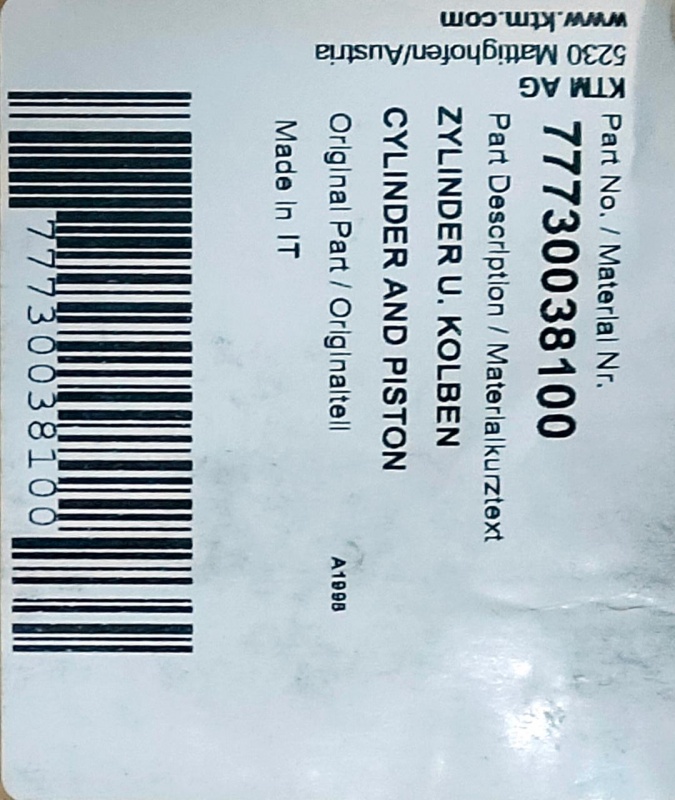 KTM AG
5230 Mattighofen/Austria
www.ktm.com
Part No. / Material Nr.
77730038100
Part Description / Materialkurztext
ZYLINDER U. KOLBEN
CYLINDER AND PISTON
Original Part / Originalteil
A1998
Made in IT
77730038100